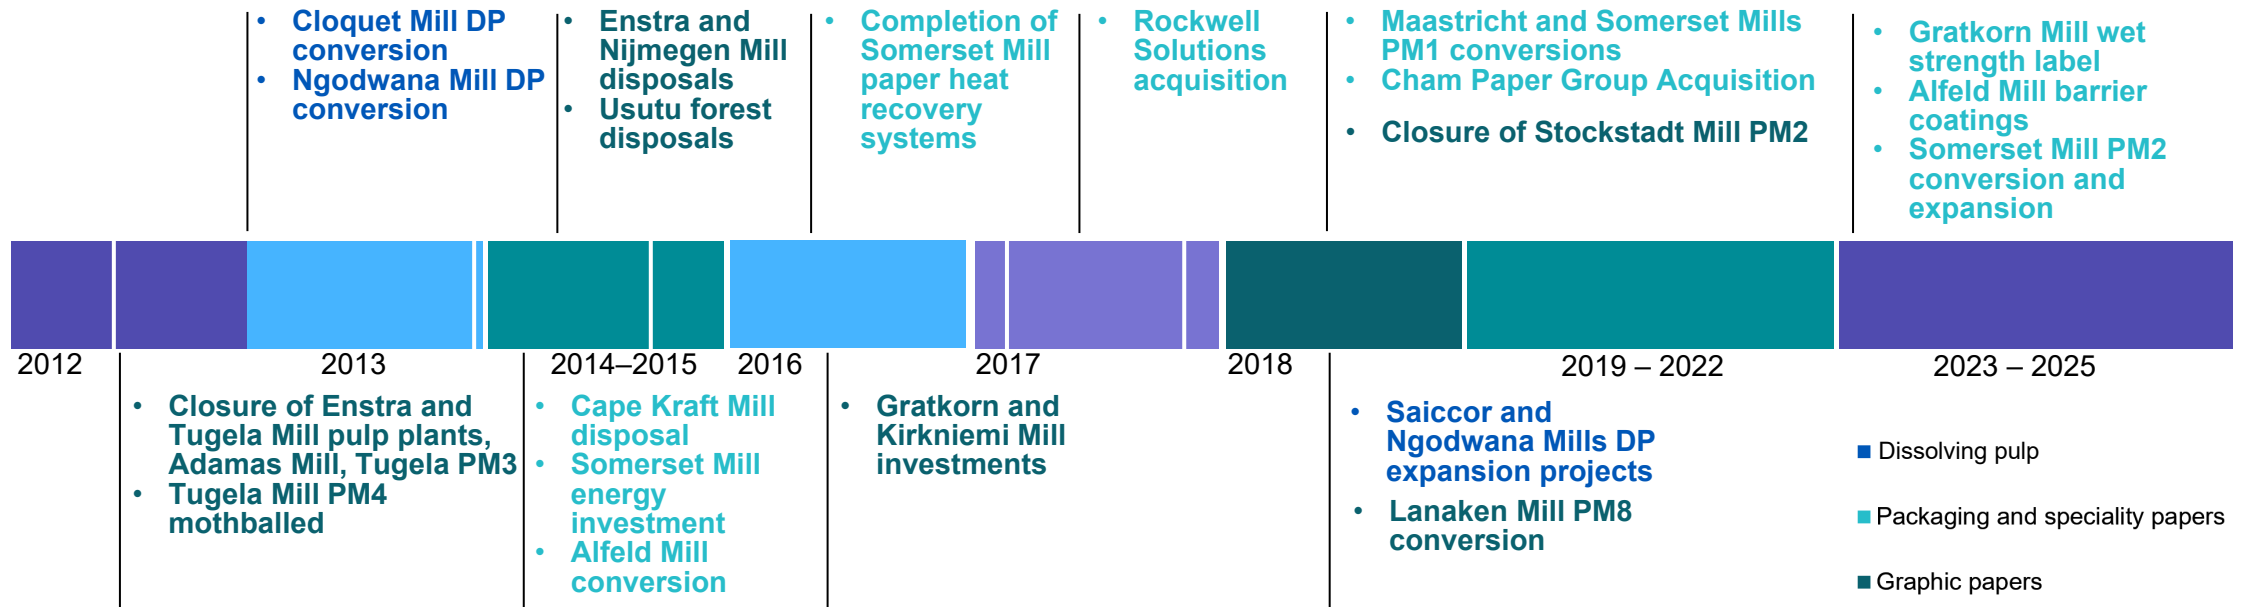 • Cloquet Mill DP
conversion
• Ngodwana Mill DP
conversion
• Enstra and
Nijmegen Mill
disposals
• Usutu forest
disposals
• Completion of
Somerset Mill
paper heat
recovery
systems
• Rockwell
Solutions
acquisition
• Maastricht and Somerset Mills
PM1 conversions
• Cham Paper Group Acquisition
• Closure of Stockstadt Mill PM2
• Gratkorn Mill wet
strength label
• Alfeld Mill barrier
coatings
• Somerset Mill PM2
conversion and
expansion
2012
2013
2014–2015
2016
2017
2018
2019 – 2022
2023 – 2025
• Closure of Enstra and
Tugela Mill pulp plants,
Adamas Mill, Tugela PM3
• Tugela Mill PM4
mothballed
• Cape Kraft Mill
disposal
• Somerset Mill
energy
investment
• Alfeld Mill
conversion
• Gratkorn and
Kirkniemi Mill
investments
• Saiccor and
Ngodwana Mills DP
expansion projects
• Lanaken Mill PM8
conversion
Dissolving pulp
Packaging and speciality papers
Graphic papers